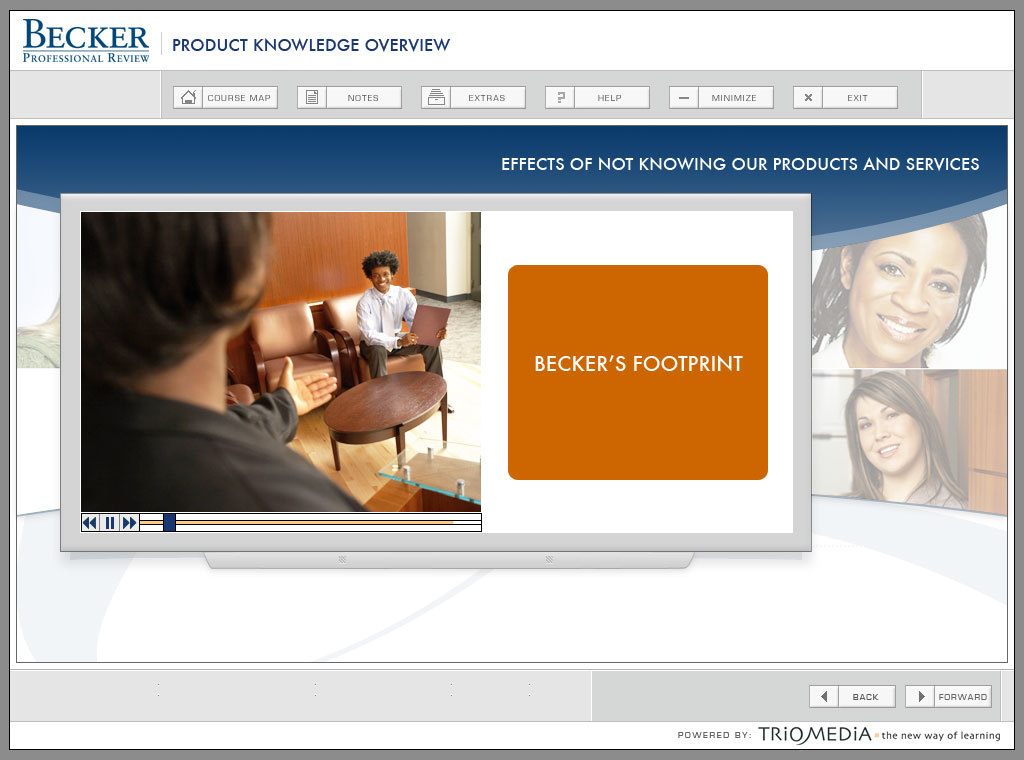 BECKER
PROFESSIONAL REVIEW
PRODUCT KNOWLEDGE OVERVIEW
COURSE MAP
NOTES
EXTRAS
HELP
MINIMIZE
EXIT
EFFECTS OF NOT KNOWING OUR PRODUCTS AND SERVICES
BECKER’S FOOTPRINT
BACK
FORWARD
POWERED BY: TRIOMEDIA the new way of learning